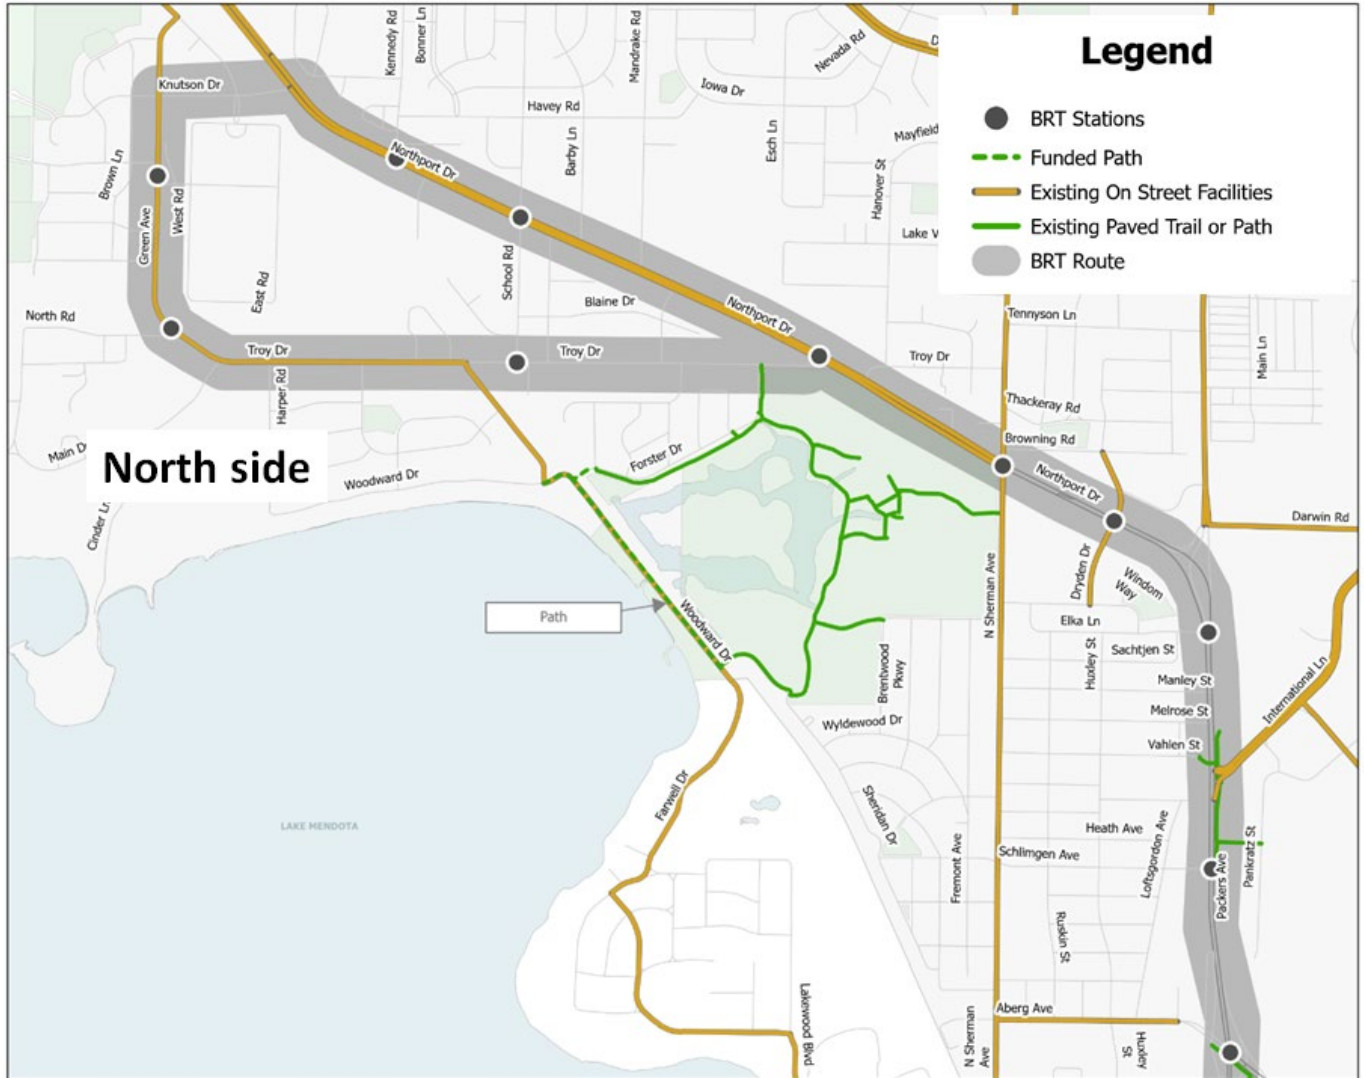 Legend
BRT Stations
Funded Path
Existing On Street Facilities
Existing Paved Trail or Path
BRT Route
Kennedy Rd
Bonner Ln
Mandrake Rd
Nevada Rd
D
Knutson Dr
Iowa Dr
Havey Rd
Northport Dr
Barby Ln
Esch Ln
Mayfield
Brown Ln
West Rd
Hanover St
Green Ave
School Rd
Lake V
East Rd
Blaine Dr
Northport Dr
North Rd
Tennyson Ln
Main Ln
Troy Dr
Troy Dr
Troy Dr
Harper Rd
Thackeray Rd
Main D
North side
Browning Rd
Woodward Dr
Forster Dr
Northport Dr
Cinder Ln
Darwin Rd
N Sherman Ave
Dryden Dr
Windom
Way
Path
Woodward Dr
Elka Ln
Huxley St
Sachtjen St
Brentwood
Pkwy
Manley St
International Ln
Melrose St
Wyldewood Dr
Vahlen St
Farwell Dr
Sheridan Dr
LAKE MENDOTA
Heath Ave
Loftsgordon Ave
Pankratz St
Schlimgen Ave
Fremont Ave
Packers Ave
Ruskin St
Lakewood Blvd
Aberg Ave
N Sherman
Ave
Huxley
St